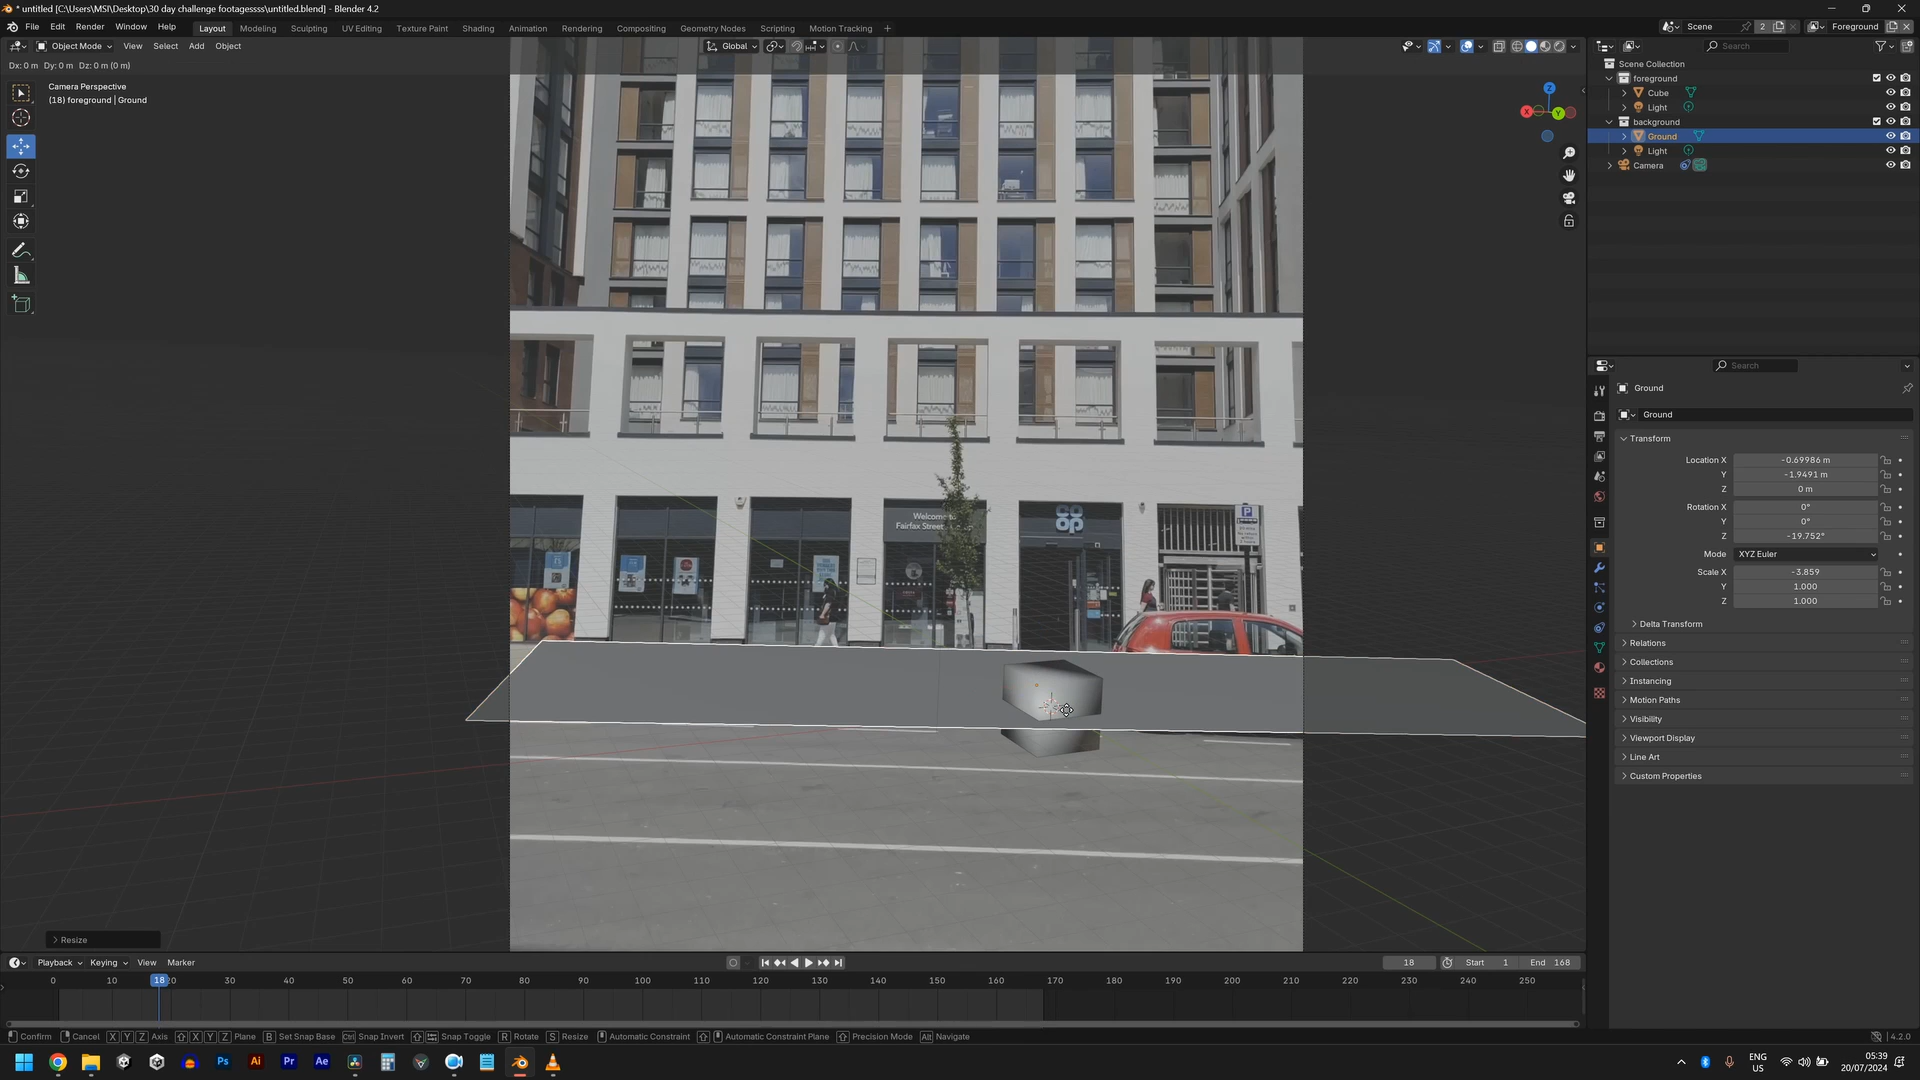 * untitled [C:\Users\MSI\Desktop\30 day challenge footagessss\untitled.blend] - Blender 4.2
File Edit Render Window Help
Layout Modeling Sculpting UV Editing Texture Paint Shading Animation Rendering Compositing Geometry Nodes Scripting Motion Tracking +
Scene 2 Foreground
Object Mode View Select Add Object
Global
Search
Dx: 0 m Dy: 0 m Dz: 0 m (0 m)
Camera Perspective
(18) foreground | Ground
Z
X
Y
Scene Collection
foreground
Cube
Light
background
Ground
Light
Camera
Welcome to
Fairfax Street
CO
OP
P
Search
Ground
Ground
Transform
Location X -0.69986 m
Y -1.9491 m
Z 0 m
Rotation X 0°
Y 0°
Z -19.752°
Mode XYZ Euler
Scale X -3.859
Y 1.000
Z 1.000
Delta Transform
Relations
Collections
Instancing
Motion Paths
Visibility
Viewport Display
Line Art
Custom Properties
Resize
Playback Keying View Marker
18 Start 1 End 168
0 10 18 20 30 40 50 60 70 80 90 100 110 120 130 140 150 160 170 180 190 200 210 220 230 240 250
Confirm Cancel X Y Z Axis X Y Z Plane B Set Snap Base Ctrl Snap Invert Snap Toggle R Rotate S Resize Automatic Constraint Automatic Constraint Plane Precision Mode Alt Navigate
4.2.0
Ps Ai Pr Ae
ENG
US
05:39
20/07/2024